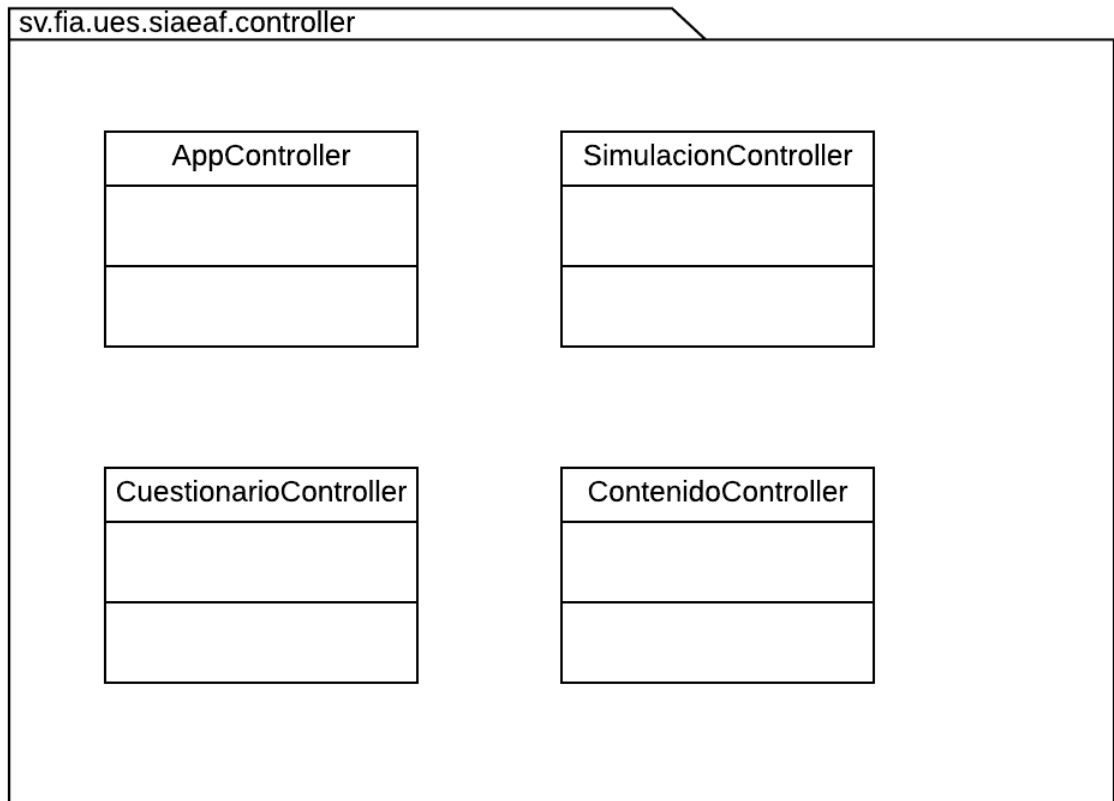 sv.fia.ues.siaeaf.controller
AppController
SimulacionController
CuestionarioController
ContenidoController